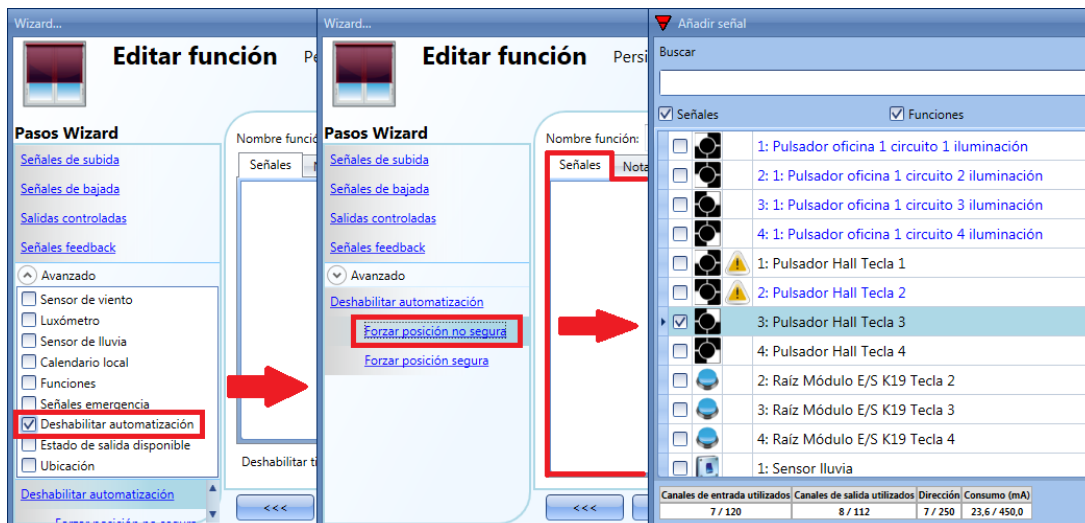 Wizard...
Editar función Pe
Pasos Wizard
Señales de subida
Señales de bajada
Salidas controladas
Señales feedback
Avanzado
Sensor de viento
Luxómetro
Sensor de lluvia
Calendario local
Funciones
Señales emergencia
Deshabilitar automatización
Estado de salida disponible
Ubicación
Deshabilitar automatización
Forzar posición no segura
Nombre funció
Señales N
Deshabilitar ti
<<<
Wizard...
Editar función Persi
Pasos Wizard
Señales de subida
Señales de bajada
Salidas controladas
Señales feedback
Avanzado
Deshabilitar automatización
Forzar posición no segura
Forzar posición segura
Nombre función:
Señales Nota
<<<
Añadir señal
Buscar
Señales Funciones
1: Pulsador oficina 1 circuito 1 iluminación
2: 1: Pulsador oficina 1 circuito 2 iluminación
3: 1: Pulsador oficina 1 circuito 3 iluminación
4: 1: Pulsador oficina 1 circuito 4 iluminación
1: Pulsador Hall Tecla 1
2: Pulsador Hall Tecla 2
3: Pulsador Hall Tecla 3
4: Pulsador Hall Tecla 4
2: Raíz Módulo E/S K19 Tecla 2
3: Raíz Módulo E/S K19 Tecla 3
4: Raíz Módulo E/S K19 Tecla 4
1: Sensor lluvia
Canales de entrada utilizados Canales de salida utilizados Dirección Consumo (mA)
7 / 120 8 / 112 7 / 250 23,6 / 450,0